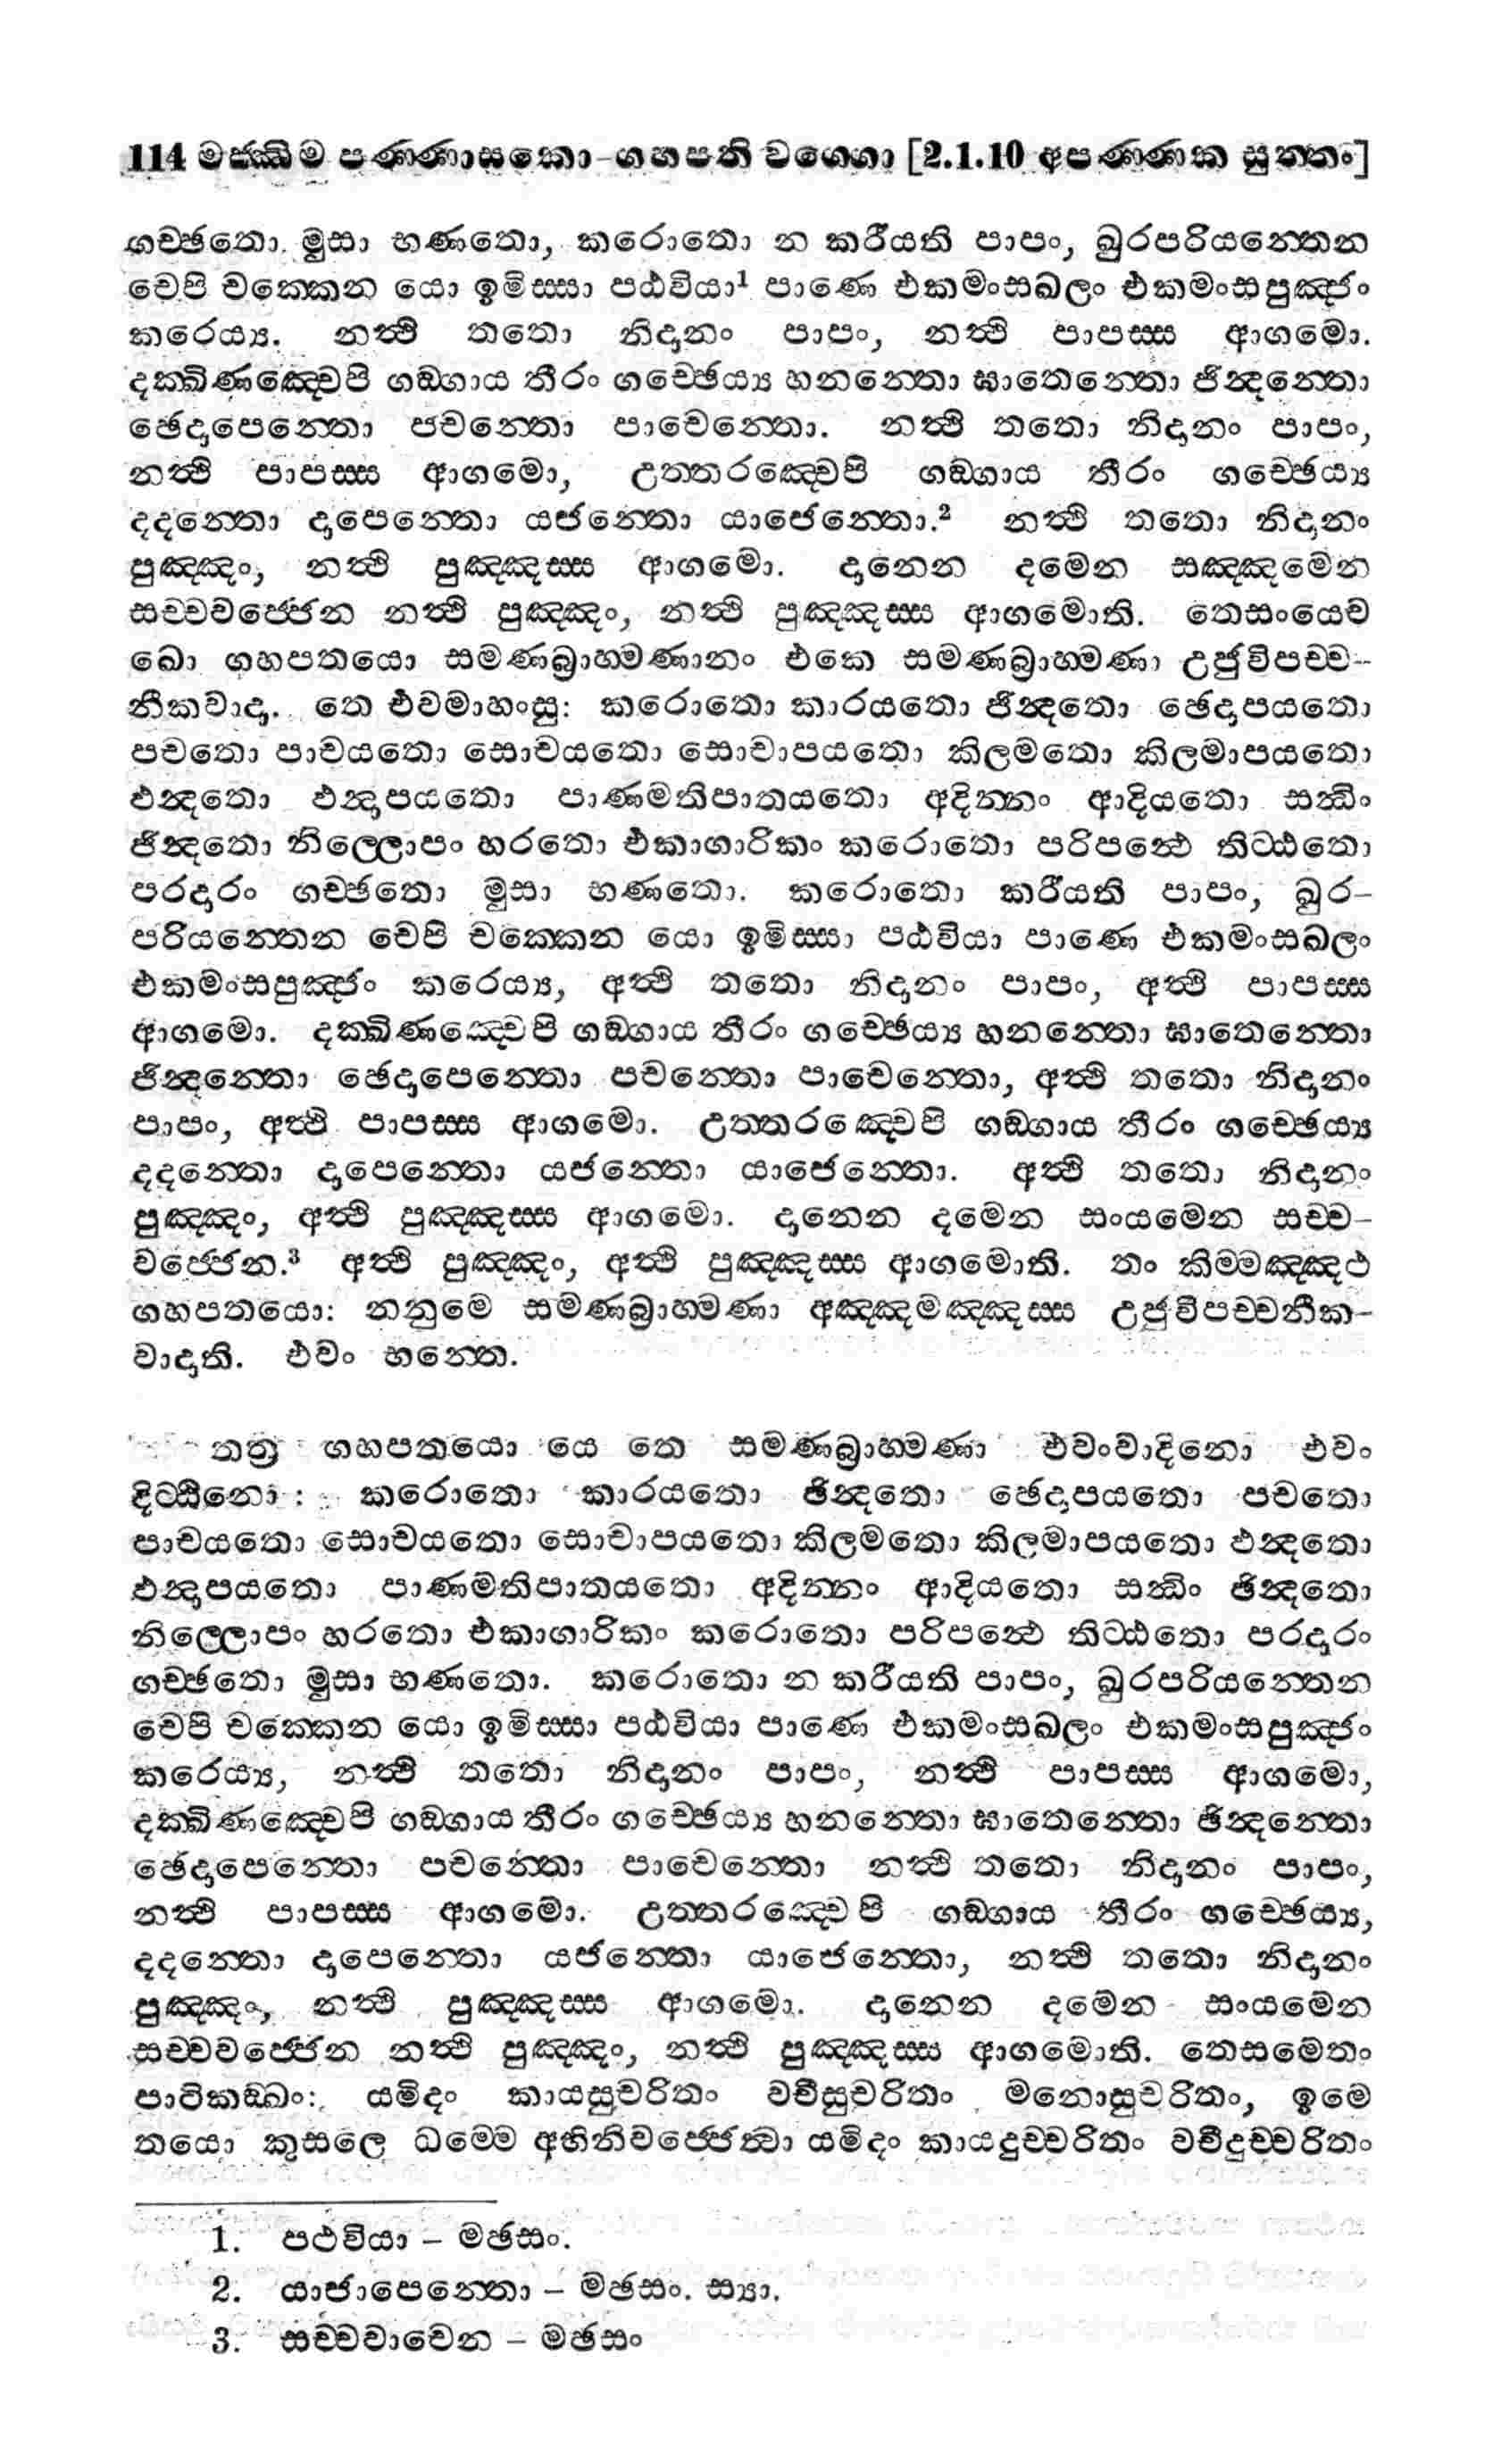 114 මජ්ඣිම පණ්ණාසකො - ගහපති වග්ගො [2.1.10 අපණ්ණක සුත්තං]
ගච්ඡතො මුසා භණතො, කරොතො න කරීයති පාපං, ඛුරපරියන්තෙන
චෙපි චක්කෙන යො ඉමිස්සා පඨවියා¹ පාණෙ එකමංසඛලං එකමංසපුඤ්ජං
කරෙය්‍ය. නත්ථි තතො නිදානං පාපං, නත්ථි පාපස්ස ආගමො.
දක්ඛිණඤ්චෙපි ගඞ්ගාය තීරං ගච්ඡෙය්‍ය හනන්තො ඝාතෙන්තො ඡින්දන්තො
ඡෙදාපෙන්තො පචන්තො පාචෙන්තො. නත්ථි තතො නිදානං පාපං,
නත්ථි පාපස්ස ආගමො, උත්තරඤ්චෙපි ගඞ්ගාය තීරං ගච්ඡෙය්‍ය
දදන්තො දාපෙන්තො යජන්තො යාජෙන්තො.² නත්ථි තතො නිදානං
පුඤ්ඤං, නත්ථි පුඤ්ඤස්ස ආගමො. දානෙන දමෙන සඤ්ඤමෙන
සච්චවජ්ජෙන නත්ථි පුඤ්ඤං, නත්ථි පුඤ්ඤස්ස ආගමොති. තෙසංයෙව
ඛො ගහපතයො සමණබ්‍රාහ්මණානං එකෙ සමණබ්‍රාහ්මණා උජුවිපච්ච-
නීකවාදා. තෙ එවමාහංසු: කරොතො කාරයතො ඡින්දතො ඡෙදාපයතො
පචතො පාචයතො සොචයතො සොචාපයතො කිලමතො කිලමාපයතො
ඵන්දතො ඵන්දාපයතො පාණමතිපාතයතො අදින්නං ආදියතො සන්ධිං
ඡින්දතො නිල්ලොපං හරතො එකාගාරිකං කරොතො පරිපන්ථෙ තිට්ඨතො
පරදාරං ගච්ඡතො මුසා භණතො. කරොතො කරීයති පාපං, ඛුර-
පරියන්තෙන චෙපි චක්කෙන යො ඉමිස්සා පඨවියා පාණෙ එකමංසඛලං
එකමංසපුඤ්ජං කරෙය්‍ය, අත්ථි තතො නිදානං පාපං, අත්ථි පාපස්ස
ආගමො. දක්ඛිණඤ්චෙපි ගඞ්ගාය තීරං ගච්ඡෙය්‍ය හනන්තො ඝාතෙන්තො
ඡින්දන්තො ඡෙදාපෙන්තො පචන්තො පාචෙන්තො, අත්ථි තතො නිදානං
පාපං, අත්ථි පාපස්ස ආගමො. උත්තරඤ්චෙපි ගඞ්ගාය තීරං ගච්ඡෙය්‍ය
දදන්තො දාපෙන්තො යජන්තො යාජෙන්තො. අත්ථි තතො නිදානං
පුඤ්ඤං, අත්ථි පුඤ්ඤස්ස ආගමො. දානෙන දමෙන සංයමෙන සච්ච-
වජ්ජෙන.³ අත්ථි පුඤ්ඤං, අත්ථි පුඤ්ඤස්ස ආගමොති. තං කිම්මඤ්ඤථ
ගහපතයො: නනුමෙ සමණබ්‍රාහ්මණා අඤ්ඤමඤ්ඤස්ස උජුවිපච්චනීක-
වාදාති. එවං භන්තෙ.
තත්‍ර ගහපතයො යෙ තෙ සමණබ්‍රාහ්මණා එවංවාදිනො එවං
දිට්ඨිනො: කරොතො කාරයතො ඡින්දතො ඡෙදාපයතො පචතො
පාචයතො සොචයතො සොචාපයතො කිලමතො කිලමාපයතො ඵන්දතො
ඵන්දාපයතො පාණමතිපාතයතො අදින්නං ආදියතො සන්ධිං ඡින්දතො
නිල්ලොපං හරතො එකාගාරිකං කරොතො පරිපන්ථෙ තිට්ඨතො පරදාරං
ගච්ඡතො මුසා භණතො. කරොතො න කරීයති පාපං, ඛුරපරියන්තෙන
චෙපි චක්කෙන යො ඉමිස්සා පඨවියා පාණෙ එකමංසඛලං එකමංසපුඤ්ජං
කරෙය්‍ය, නත්ථි තතො නිදානං පාපං, නත්ථි පාපස්ස ආගමො,
දක්ඛිණඤ්චෙපි ගඞ්ගාය තීරං ගච්ඡෙය්‍ය හනන්තො ඝාතෙන්තො ඡින්දන්තො
ඡෙදාපෙන්තො පචන්තො පාචෙන්තො නත්ථි තතො නිදානං පාපං,
නත්ථි පාපස්ස ආගමො. උත්තරඤ්චෙපි ගඞ්ගාය තීරං ගච්ඡෙය්‍ය,
දදන්තො දාපෙන්තො යජන්තො යාජෙන්තො, නත්ථි තතො නිදානං
පුඤ්ඤං, නත්ථි පුඤ්ඤස්ස ආගමො. දානෙන දමෙන සංයමෙන
සච්චවජ්ජෙන නත්ථි පුඤ්ඤං, නත්ථි පුඤ්ඤස්ස ආගමොති. තෙසමෙතං
පාටිකඞ්ඛං: යමිදං කායසුචරිතං වචීසුචරිතං මනොසුචරිතං, ඉමෙ
තයො කුසලෙ ධම්මෙ අභිනිවජ්ජෙත්වා යමිදං කායදුච්චරිතං වචීදුච්චරිතං
1. පථවියා – මඡසං.
2. යාජාපෙන්තො – මඡසං. ස්‍යා.
3. සච්චවාචෙන – මඡසං